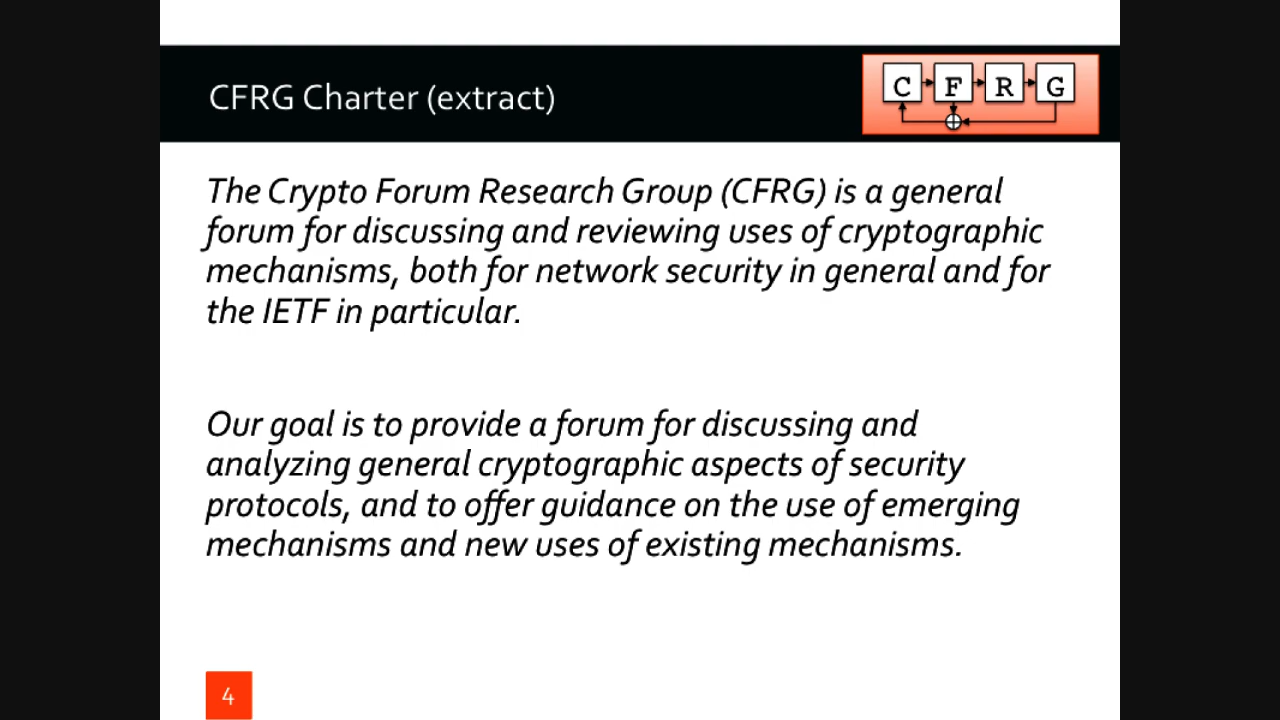 CFRG Charter (extract)
C F R G
The Crypto Forum Research Group (CFRG) is a general
forum for discussing and reviewing uses of cryptographic
mechanisms, both for network security in general and for
the IETF in particular.
Our goal is to provide a forum for discussing and
analyzing general cryptographic aspects of security
protocols, and to offer guidance on the use of emerging
mechanisms and new uses of existing mechanisms.
4